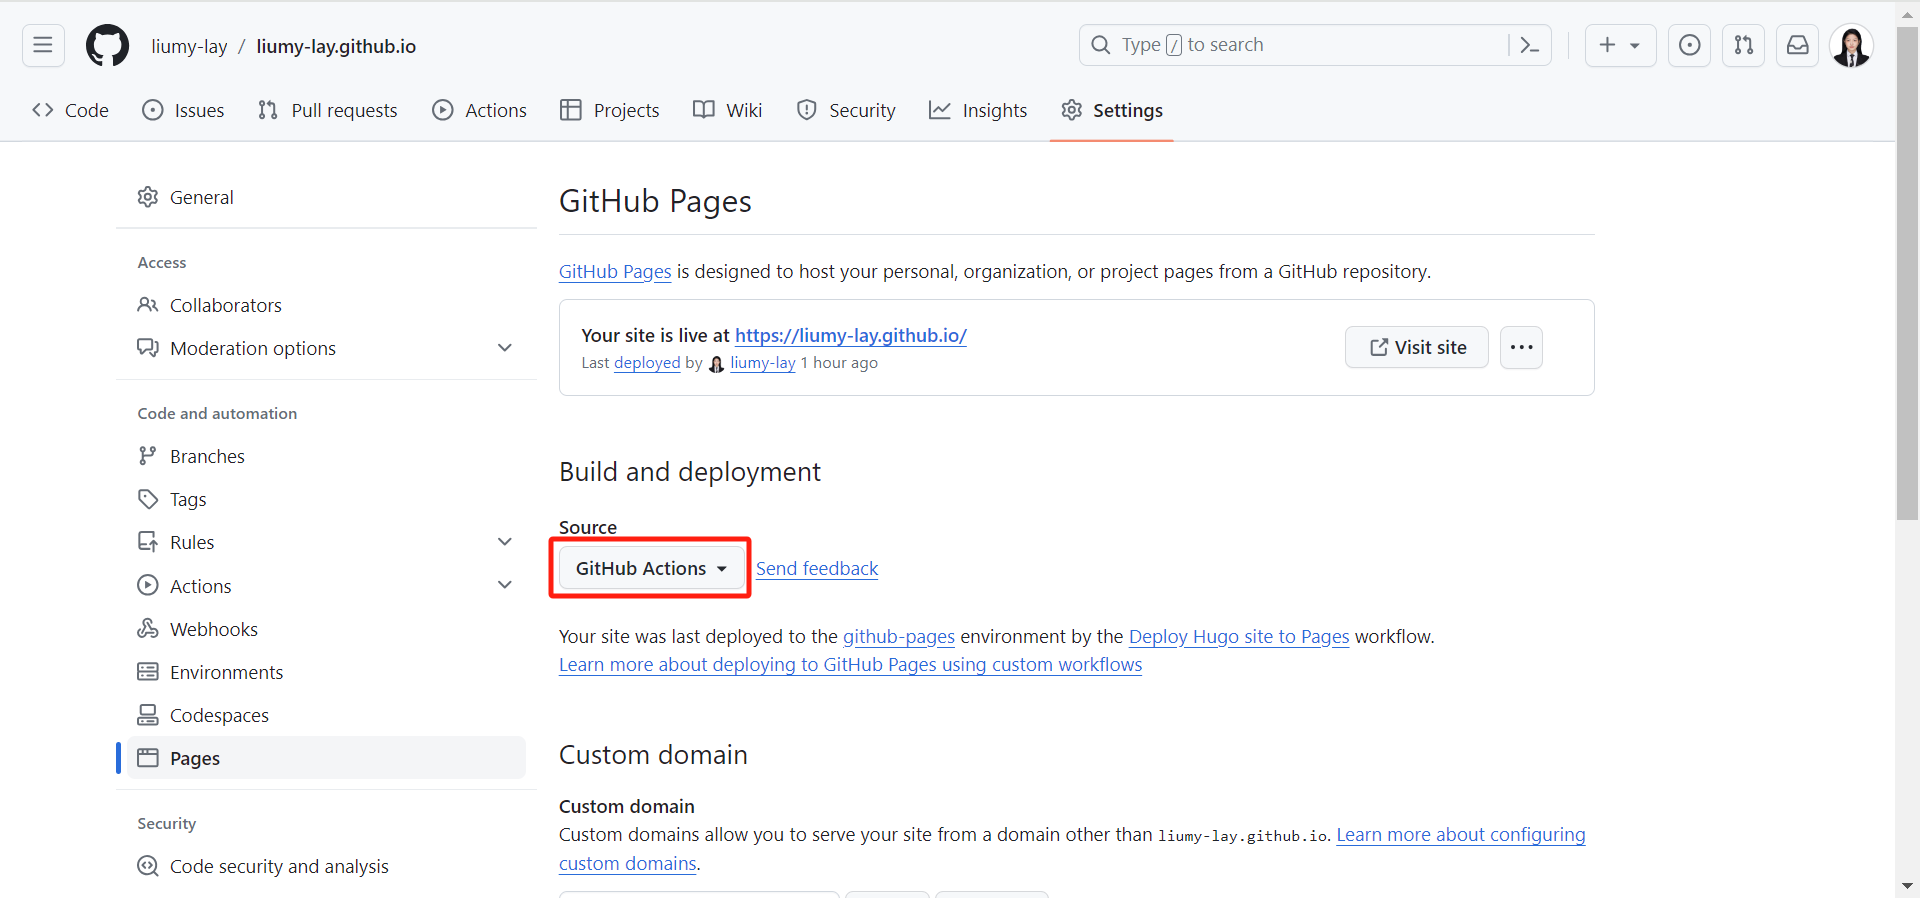 liumy-lay / liumy-lay.github.io
Type / to search
Code Issues Pull requests Actions Projects Wiki Security Insights Settings
General
Access
Collaborators
Moderation options
Code and automation
Branches
Tags
Rules
Actions
Webhooks
Environments
Codespaces
Pages
Security
Code security and analysis
GitHub Pages
GitHub Pages is designed to host your personal, organization, or project pages from a GitHub repository.
Your site is live at https://liumy-lay.github.io/
Last deployed by liumy-lay 1 hour ago
Visit site
Build and deployment
Source
GitHub Actions Send feedback
Your site was last deployed to the github-pages environment by the Deploy Hugo site to Pages workflow.
Learn more about deploying to GitHub Pages using custom workflows
Custom domain
Custom domain
Custom domains allow you to serve your site from a domain other than liumy-lay.github.io. Learn more about configuring
custom domains.